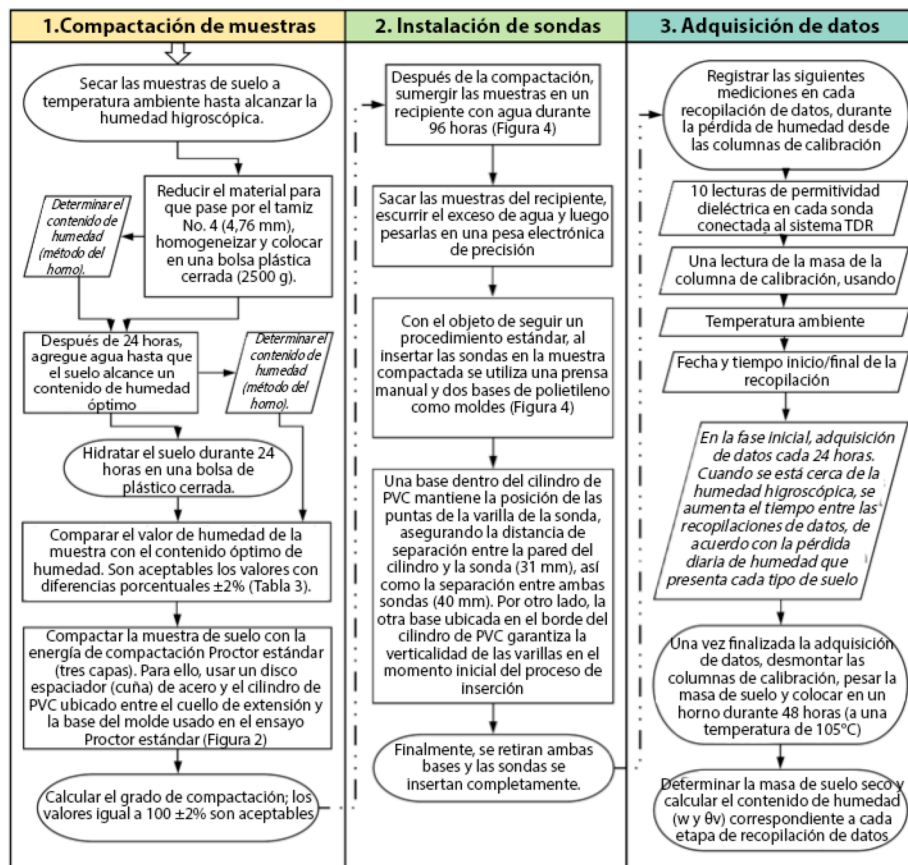 1.Compactación de muestras
Secar las muestras de suelo a
temperatura ambiente hasta alcanzar la
humedad higroscópica.
Determinar el
contenido de
humedad
(método del
horno).
Reducir el material para
que pase por el tamiz
No. 4 (4,76 mm),
homogeneizar y colocar
en una bolsa plástica
cerrada (2500 g).
Después de 24 horas,
agregue agua hasta que
el suelo alcance un
contenido de humedad
óptimo
Determinar el
contenido de
humedad
(método del
horno).
Hidratar el suelo durante 24
horas en una bolsa de
plástico cerrada.
Comparar el valor de humedad de la
muestra con el contenido óptimo de
humedad. Son aceptables los valores con
diferencias porcentuales ±2% (Tabla 3).
Compactar la muestra de suelo con la
energía de compactación Proctor estándar
(tres capas). Para ello, usar un disco
espaciador (cuña) de acero y el cilindro de
PVC ubicado entre el cuello de extensión y
la base del molde usado en el ensayo
Proctor estándar (Figura 2)
Calcular el grado de compactación; los
valores igual a 100 ±2% son aceptables
2. Instalación de sondas
Después de la compactación,
sumergir las muestras en un
recipiente con agua durante
96 horas (Figura 4)
Sacar las muestras del recipiente,
escurrir el exceso de agua y luego
pesarlas en una pesa electrónica
de precisión
Con el objeto de seguir un
procedimiento estándar, al
insertar las sondas en la muestra
compactada se utiliza una prensa
manual y dos bases de polietileno
como moldes (Figura 4)
Una base dentro del cilindro de
PVC mantiene la posición de las
puntas de la varilla de la sonda,
asegurando la distancia de
separación entre la pared del
cilindro y la sonda (31 mm), así
como la separación entre ambas
sondas (40 mm). Por otro lado, la
otra base ubicada en el borde del
cilindro de PVC garantiza la
verticalidad de las varillas en el
momento inicial del proceso de
inserción
Finalmente, se retiran ambas
bases y las sondas se
insertan completamente.
3. Adquisición de datos
Registrar las siguientes
mediciones en cada
recopilación de datos, durante
la pérdida de humedad desde
las columnas de calibración
10 lecturas de permitividad
dieléctrica en cada sonda
conectada al sistema TDR
Una lectura de la masa de la
columna de calibración, usando
Temperatura ambiente
Fecha y tiempo inicio/final de la
recopilación
En la fase inicial, adquisición
de datos cada 24 horas.
Cuando se está cerca de la
humedad higroscópica, se
aumenta el tiempo entre las
recopilaciones de datos, de
acuerdo con la pérdida
diaria de humedad que
presenta cada tipo de suelo
Una vez finalizada la adquisición
de datos, desmontar las
columnas de calibración, pesar la
masa de suelo y colocar en un
horno durante 48 horas (a una
temperatura de 105°C)
Determinar la masa de suelo seco y
calcular el contenido de humedad
(w y θv) correspondiente a cada
etapa de recopilación de datos